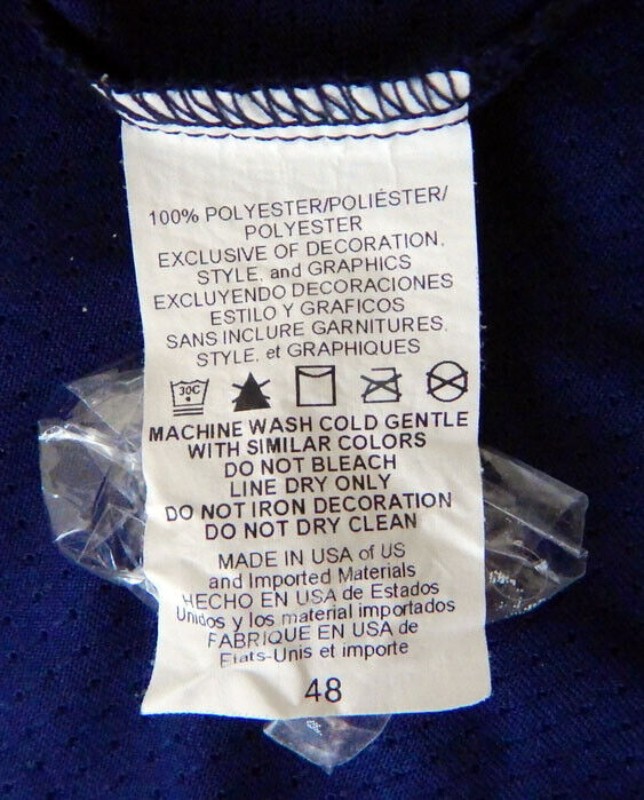 100% POLYESTER/POLIÉSTER/
POLYESTER
EXCLUSIVE OF DECORATION,
STYLE, and GRAPHICS
EXCLUYENDO DECORACIONES
ESTILO Y GRAFICOS
SANS INCLURE GARNITURES,
STYLE, et GRAPHIQUES
30C
MACHINE WASH COLD GENTLE
WITH SIMILAR COLORS
DO NOT BLEACH
LINE DRY ONLY
DO NOT IRON DECORATION
DO NOT DRY CLEAN
MADE IN USA of US
and Imported Materials
HECHO EN USA de Estados
Unidos y los material importados
FABRIQUE EN USA de
Etats-Unis et importe
48